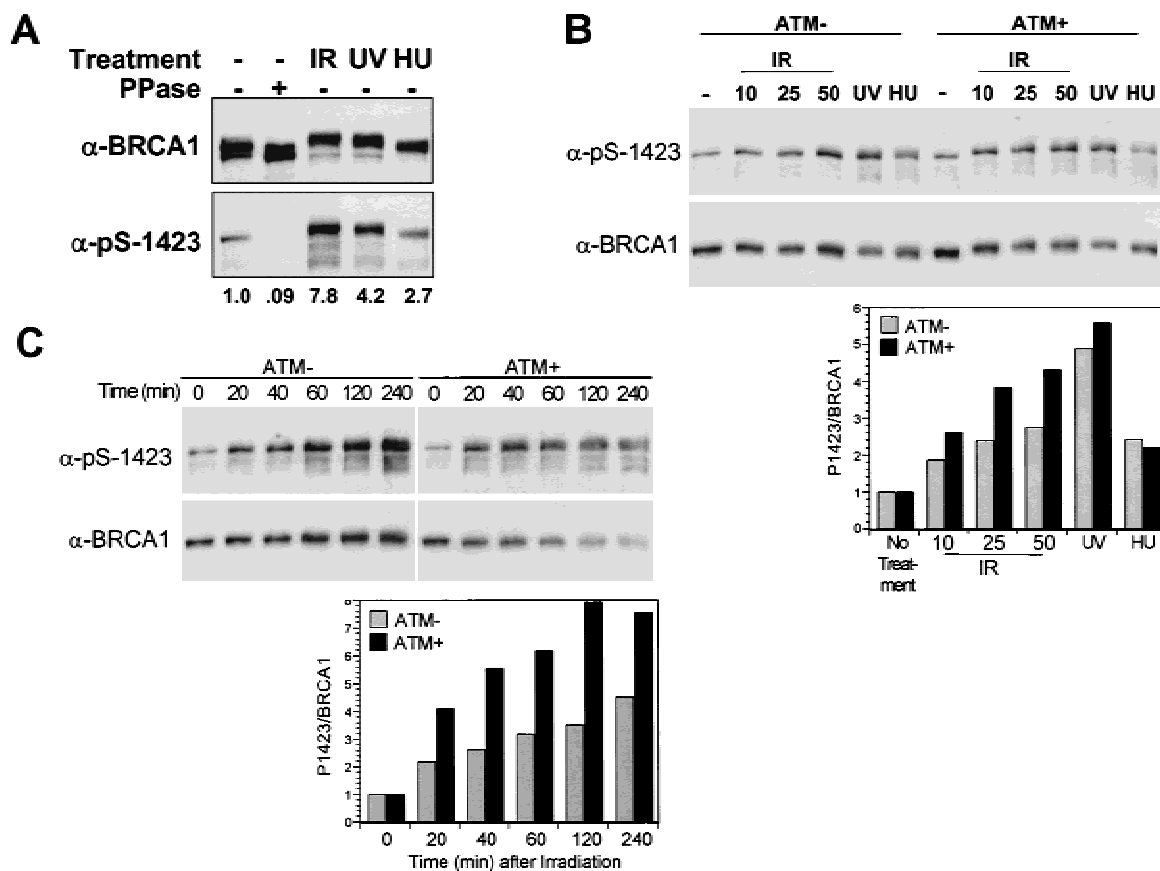 A
Treatment - - IR UV HU
PPase - + - - -
α-BRCA1
α-pS-1423
1.0 .09 7.8 4.2 2.7
B
ATM- ATM+
IR IR
- 10 25 50 UV HU - 10 25 50 UV HU
α-pS-1423
α-BRCA1
6
5
4
3
2
1
0
P1423/BRCA1
ATM-
ATM+
No Treat-ment 10 25 50 UV HU
IR
C
ATM- ATM+
Time (min) 0 20 40 60 120 240 0 20 40 60 120 240
α-pS-1423
α-BRCA1
8
7
6
5
4
3
2
1
0
P1423/BRCA1
ATM-
ATM+
0 20 40 60 120 240
Time (min) after Irradiation